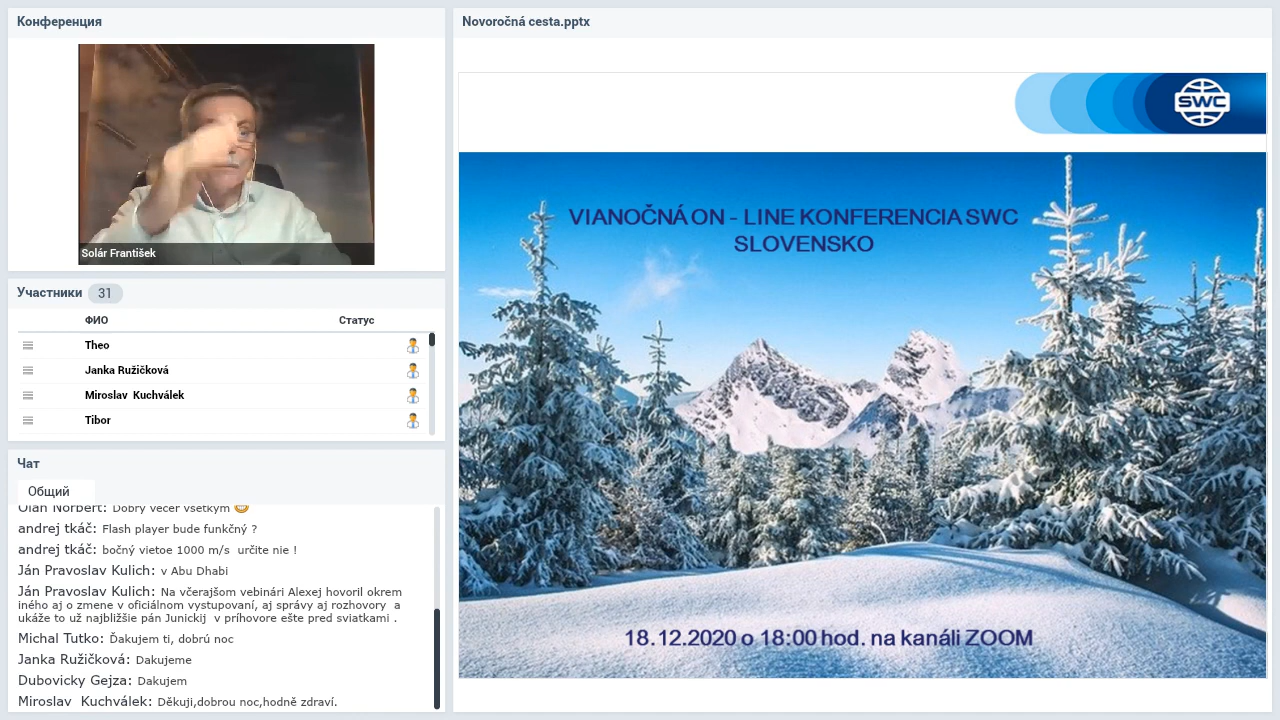 Конференция
Solár František
Участники 31
ФИО Статус
Theo
Janka Ružičková
Miroslav Kuchválek
Tibor
Чат
Общий
Olah Norbert: Dobrý večer všetkým
andrej tkáč: Flash player bude funkčný ?
andrej tkáč: bočný vietoe 1000 m/s určite nie !
Ján Pravoslav Kulich: v Abu Dhabi
Ján Pravoslav Kulich: Na včerajšom vebinári Alexej hovoril okrem
iného aj o zmene v oficiálnom vystupovaní, aj správy aj rozhovory a
ukáže to už najbližšie pán Junickij v príhovore ešte pred sviatkami .
Michal Tutko: Ďakujem ti, dobrú noc
Janka Ružičková: Dakujeme
Dubovicky Gejza: Dakujem
Miroslav Kuchválek: Děkuji,dobrou noc,hodně zdraví.
Novoročná cesta.pptx
SWC
VIANOČNÁ ON - LINE KONFERENCIA SWC
SLOVENSKO
18.12.2020 o 18:00 hod. na kanáli ZOOM